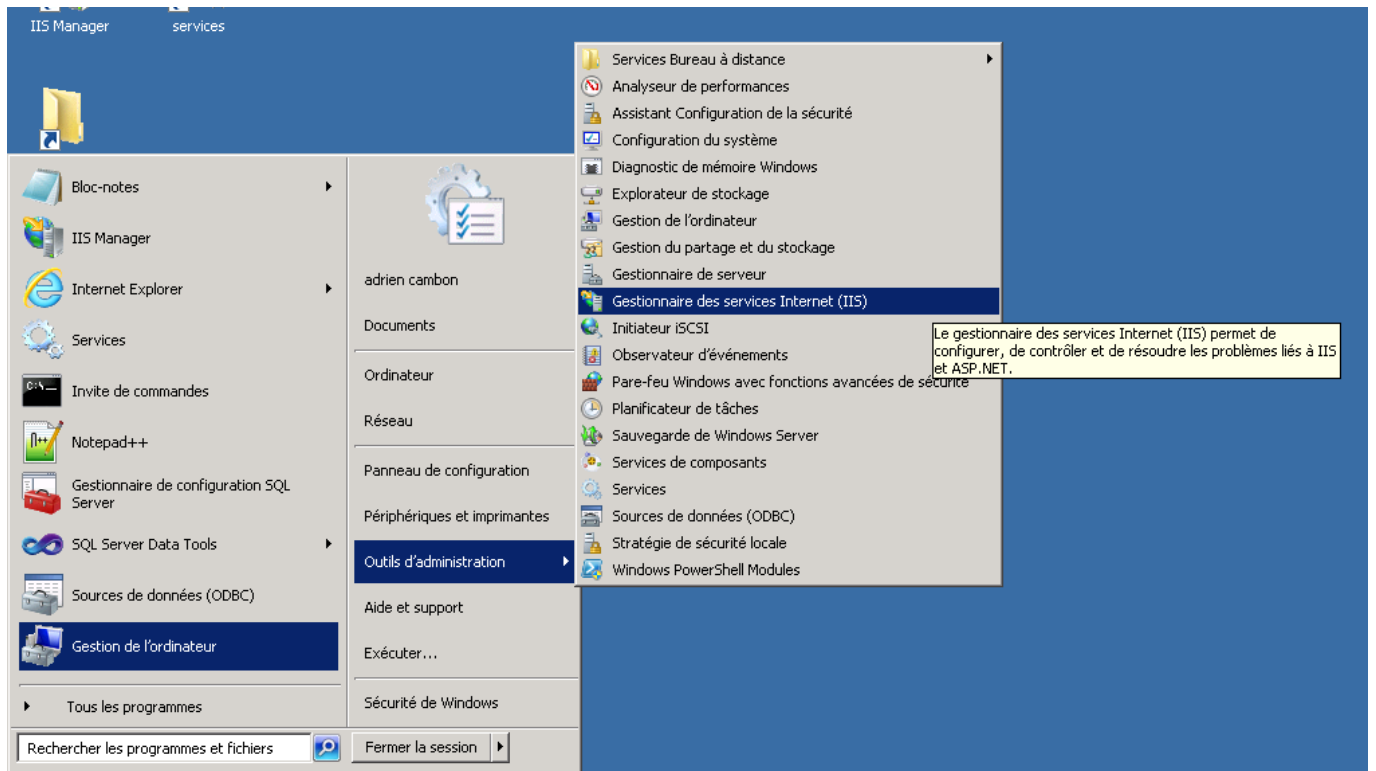 IIS Manager
services
Bloc-notes
IIS Manager
Internet Explorer
Services
Invite de commandes
Notepad++
Gestionnaire de configuration SQL
Server
SQL Server Data Tools
Sources de données (ODBC)
Gestion de l'ordinateur
Tous les programmes
Rechercher les programmes et fichiers
adrien cambon
Documents
Ordinateur
Réseau
Panneau de configuration
Périphériques et imprimantes
Outils d'administration
Aide et support
Exécuter...
Sécurité de Windows
Fermer la session
Services Bureau à distance
Analyseur de performances
Assistant Configuration de la sécurité
Configuration du système
Diagnostic de mémoire Windows
Explorateur de stockage
Gestion de l'ordinateur
Gestion du partage et du stockage
Gestionnaire de serveur
Gestionnaire des services Internet (IIS)
Initiateur iSCSI
Observateur d'événements
Pare-feu Windows avec fonctions avancées de sécurité
Planificateur de tâches
Sauvegarde de Windows Server
Services de composants
Services
Sources de données (ODBC)
Stratégie de sécurité locale
Windows PowerShell Modules
Le gestionnaire des services Internet (IIS) permet de
configurer, de contrôler et de résoudre les problèmes liés à IIS
et ASP.NET.